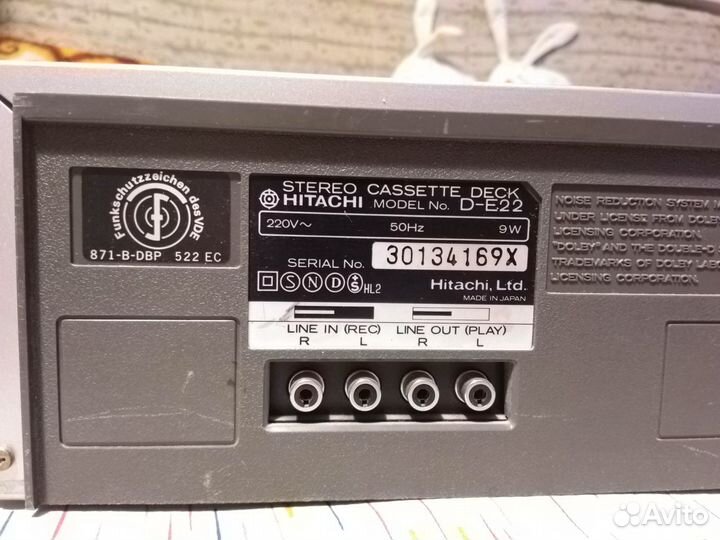 Funkschutzzeichen des VDE
871-B-DBP 522 EC
STEREO CASSETTE DECK
HITACHI MODEL No. D-E22
220V~ 50Hz 9W
SERIAL No. 30134169X
S N D S HL2 Hitachi, Ltd.
MADE IN JAPAN
LINE IN (REC) LINE OUT (PLAY)
R L R L
NOISE REDUCTION SYSTEM
UNDER LICENSE FROM
LICENSING CORPORATION.
"DOLBY" AND THE DOUBLE-D
TRADEMARKS OF DOLBY
LICENSING CORPORATION.
Avito